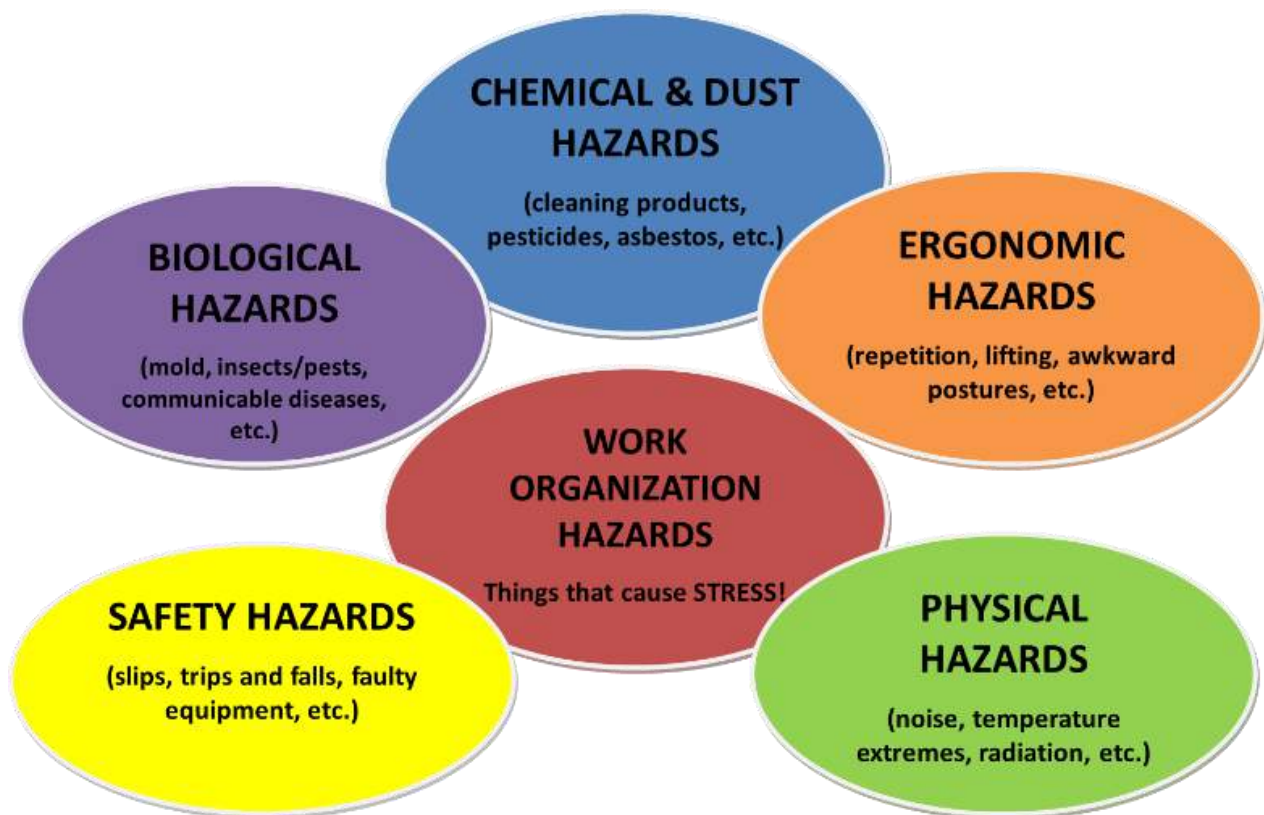 CHEMICAL & DUST
HAZARDS
(cleaning products,
pesticides, asbestos, etc.)
BIOLOGICAL
HAZARDS
(mold, insects/pests,
communicable diseases,
etc.)
ERGONOMIC
HAZARDS
(repetition, lifting, awkward
postures, etc.)
WORK
ORGANIZATION
HAZARDS
Things that cause STRESS!
SAFETY HAZARDS
(slips, trips and falls, faulty
equipment, etc.)
PHYSICAL
HAZARDS
(noise, temperature
extremes, radiation, etc.)